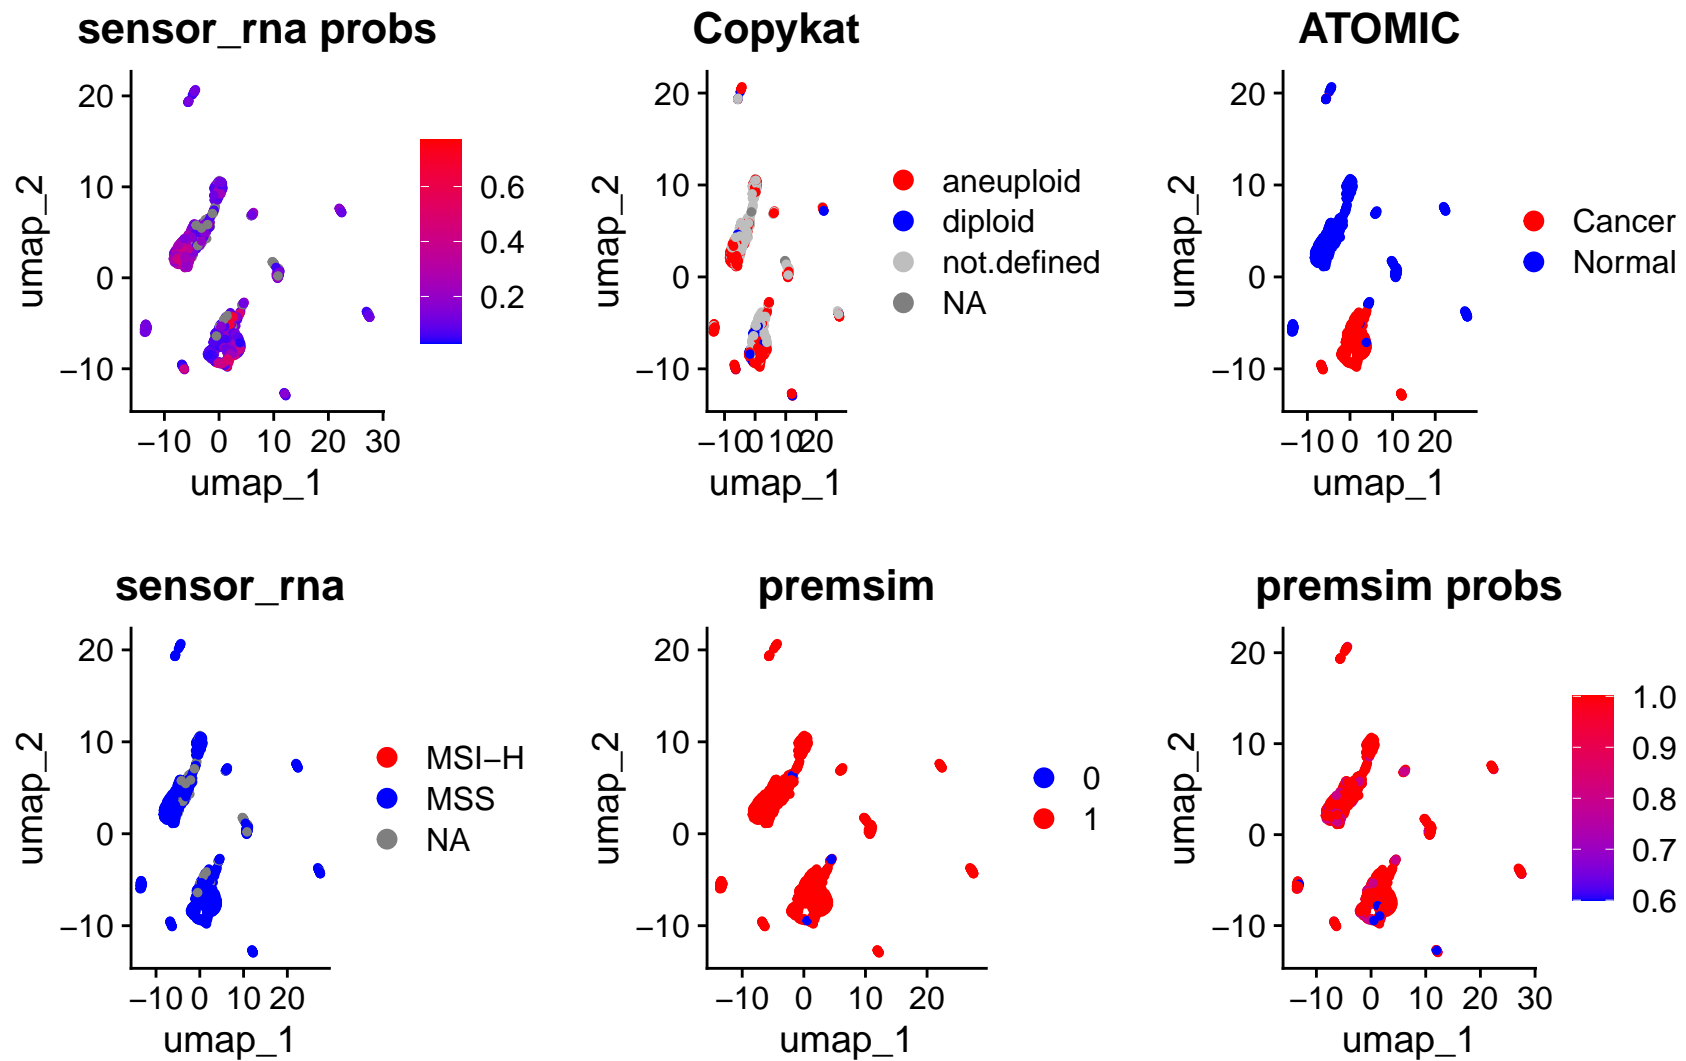 sensor_rna probs
20
10
0
−10
−10 0 10 20 30
umap_1
umap_2
0.6
0.4
0.2
Copykat
20
10
0
−10
−10 0 10 20
umap_1
umap_2
aneuploid
diploid
not.defined
NA
ATOMIC
20
10
0
−10
−10 0 10 20
umap_1
umap_2
Cancer
Normal
sensor_rna
20
10
0
−10
−10 0 10 20
umap_1
umap_2
MSI−H
MSS
NA
premsim
20
10
0
−10
−10 0 10 20
umap_1
umap_2
0
1
premsim probs
20
10
0
−10
−10 0 10 20 30
umap_1
umap_2
1.0
0.9
0.8
0.7
0.6